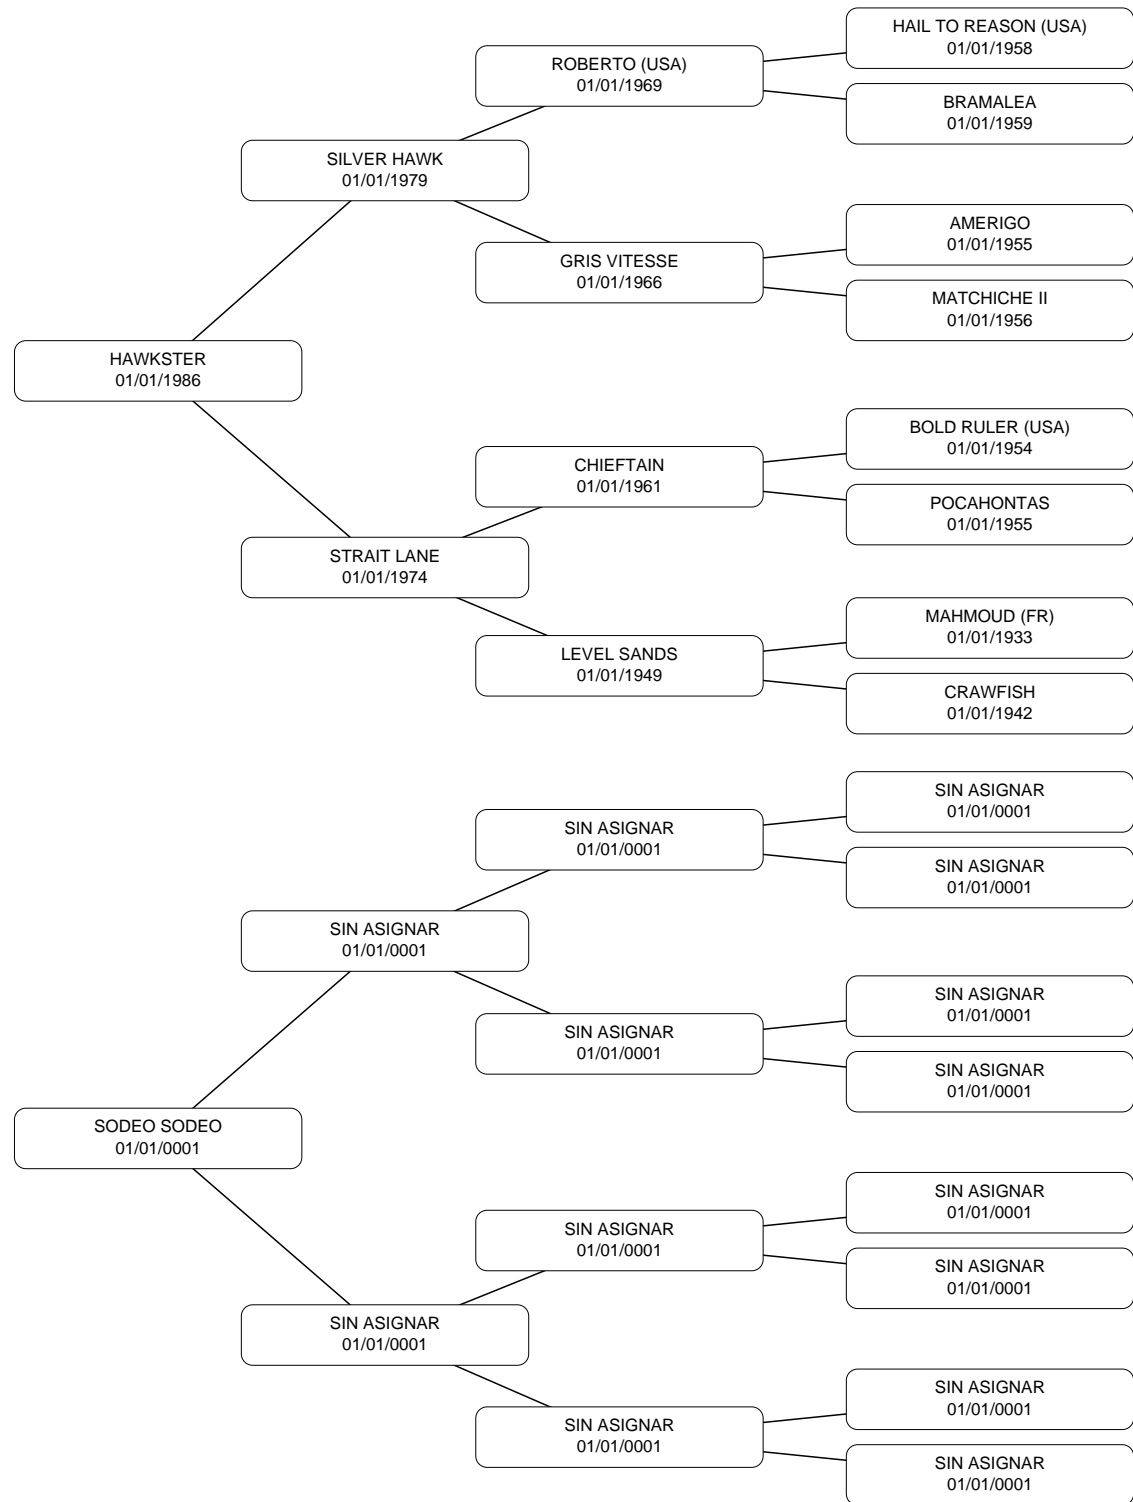 HAIL TO REASON (USA)
01/01/1958
ROBERTO (USA)
01/01/1969
BRAMALEA
01/01/1959
SILVER HAWK
01/01/1979
AMERIGO
01/01/1955
GRIS VITESSE
01/01/1966
MATCHICHE II
01/01/1956
HAWKSTER
01/01/1986
BOLD RULER (USA)
01/01/1954
CHIEFTAIN
01/01/1961
POCAHONTAS
01/01/1955
STRAIT LANE
01/01/1974
MAHMOUD (FR)
01/01/1933
LEVEL SANDS
01/01/1949
CRAWFISH
01/01/1942
SIN ASIGNAR
01/01/0001
SIN ASIGNAR
01/01/0001
SIN ASIGNAR
01/01/0001
SIN ASIGNAR
01/01/0001
SIN ASIGNAR
01/01/0001
SIN ASIGNAR
01/01/0001
SIN ASIGNAR
01/01/0001
SODEO SODEO
01/01/0001
SIN ASIGNAR
01/01/0001
SIN ASIGNAR
01/01/0001
SIN ASIGNAR
01/01/0001
SIN ASIGNAR
01/01/0001
SIN ASIGNAR
01/01/0001
SIN ASIGNAR
01/01/0001
SIN ASIGNAR
01/01/0001